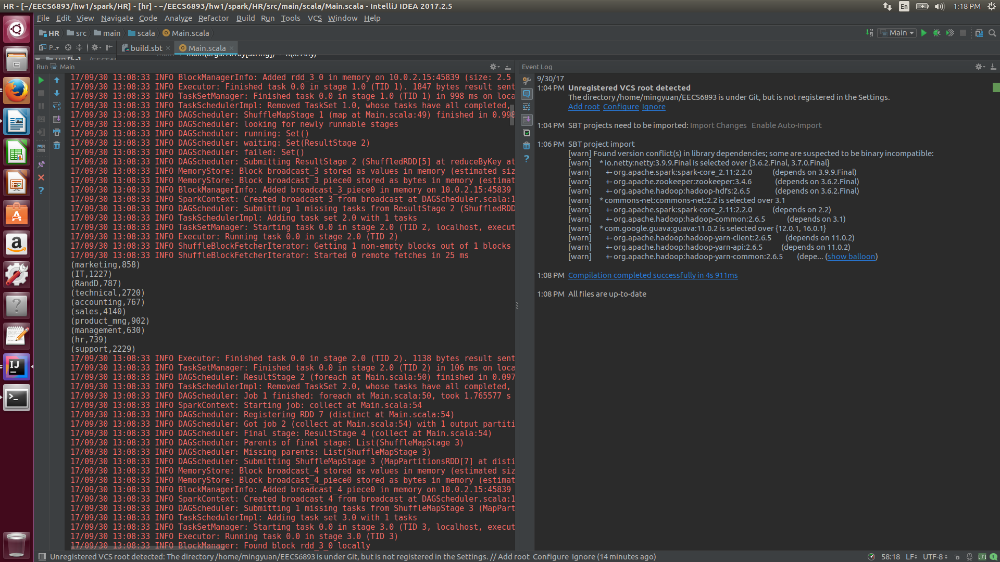 HR - [~/EECS6893/hw1/spark/HR] - [hr] - ~/EECS6893/hw1/spark/HR/src/main/scala/Main.scala - IntelliJ IDEA 2017.2.5
En
1:18 PM
File Edit View Navigate Code Analyze Refactor Build Run Tools VCS Window Help
HR src main scala Main.scala
Main
P..
build.sbt
Main.scala
Run Main
17/09/30 13:08:33 INFO BlockManagerInfo: Added rdd_3_0 in memory on 10.0.2.15:45839 (size: 2.5
17/09/30 13:08:33 INFO Executor: Finished task 0.0 in stage 1.0 (TID 1). 1847 bytes result sent
17/09/30 13:08:33 INFO TaskSetManager: Finished task 0.0 in stage 1.0 (TID 1) in 998 ms on loca
17/09/30 13:08:33 INFO TaskSchedulerImpl: Removed TaskSet 1.0, whose tasks have all completed,
17/09/30 13:08:33 INFO DAGScheduler: ShuffleMapStage 1 (map at Main.scala:49) finished in 0.998
17/09/30 13:08:33 INFO DAGScheduler: looking for newly runnable stages
17/09/30 13:08:33 INFO DAGScheduler: running: Set()
17/09/30 13:08:33 INFO DAGScheduler: waiting: Set(ResultStage 2)
17/09/30 13:08:33 INFO DAGScheduler: failed: Set()
17/09/30 13:08:33 INFO DAGScheduler: Submitting ResultStage 2 (ShuffledRDD[5] at reduceByKey at
17/09/30 13:08:33 INFO MemoryStore: Block broadcast_3 stored as values in memory (estimated siz
17/09/30 13:08:33 INFO MemoryStore: Block broadcast_3_piece0 stored as bytes in memory (estimat
17/09/30 13:08:33 INFO BlockManagerInfo: Added broadcast_3_piece0 in memory on 10.0.2.15:45839
17/09/30 13:08:33 INFO SparkContext: Created broadcast 3 from broadcast at DAGScheduler.scala:1
17/09/30 13:08:33 INFO DAGScheduler: Submitting 1 missing tasks from ResultStage 2 (ShuffledRDD
17/09/30 13:08:33 INFO TaskSchedulerImpl: Adding task set 2.0 with 1 tasks
17/09/30 13:08:33 INFO TaskSetManager: Starting task 0.0 in stage 2.0 (TID 2, localhost, execut
17/09/30 13:08:33 INFO Executor: Running task 0.0 in stage 2.0 (TID 2)
17/09/30 13:08:33 INFO ShuffleBlockFetcherIterator: Getting 1 non-empty blocks out of 1 blocks
17/09/30 13:08:33 INFO ShuffleBlockFetcherIterator: Started 0 remote fetches in 25 ms
(marketing,858)
(IT,1227)
(RandD,787)
(technical,2720)
(accounting,767)
(sales,4140)
(product_mng,902)
(management,630)
(hr,739)
(support,2229)
17/09/30 13:08:33 INFO Executor: Finished task 0.0 in stage 2.0 (TID 2). 1138 bytes result sent
17/09/30 13:08:33 INFO TaskSetManager: Finished task 0.0 in stage 2.0 (TID 2) in 106 ms on loca
17/09/30 13:08:33 INFO DAGScheduler: ResultStage 2 (foreach at Main.scala:50) finished in 0.097
17/09/30 13:08:33 INFO TaskSchedulerImpl: Removed TaskSet 2.0, whose tasks have all completed,
17/09/30 13:08:33 INFO DAGScheduler: Job 1 finished: foreach at Main.scala:50, took 1.765577 s
17/09/30 13:08:33 INFO SparkContext: Starting job: collect at Main.scala:54
17/09/30 13:08:33 INFO DAGScheduler: Registering RDD 7 (distinct at Main.scala:54)
17/09/30 13:08:33 INFO DAGScheduler: Got job 2 (collect at Main.scala:54) with 1 output partiti
17/09/30 13:08:33 INFO DAGScheduler: Final stage: ResultStage 4 (collect at Main.scala:54)
17/09/30 13:08:33 INFO DAGScheduler: Parents of final stage: List(ShuffleMapStage 3)
17/09/30 13:08:33 INFO DAGScheduler: Missing parents: List(ShuffleMapStage 3)
17/09/30 13:08:33 INFO DAGScheduler: Submitting ShuffleMapStage 3 (MapPartitionsRDD[7] at disti
17/09/30 13:08:33 INFO MemoryStore: Block broadcast_4 stored as values in memory (estimated siz
17/09/30 13:08:33 INFO MemoryStore: Block broadcast_4_piece0 stored as bytes in memory (estimat
17/09/30 13:08:33 INFO BlockManagerInfo: Added broadcast_4_piece0 in memory on 10.0.2.15:45839
17/09/30 13:08:33 INFO SparkContext: Created broadcast 4 from broadcast at DAGScheduler.scala:1
17/09/30 13:08:33 INFO DAGScheduler: Submitting 1 missing tasks from ShuffleMapStage 3 (MapPart
17/09/30 13:08:33 INFO TaskSchedulerImpl: Adding task set 3.0 with 1 tasks
17/09/30 13:08:33 INFO TaskSetManager: Starting task 0.0 in stage 3.0 (TID 3, localhost, execut
17/09/30 13:08:33 INFO Executor: Running task 0.0 in stage 3.0 (TID 3)
17/09/30 13:08:33 INFO BlockManager: Found block rdd_3_0 locally
Event Log
9/30/17
1:04 PM Unregistered VCS root detected
The directory /home/mingyuan/EECS6893 is under Git, but is not registered in the Settings.
Add root Configure Ignore
1:04 PM SBT projects need to be imported: Import Changes Enable Auto-Import
1:06 PM SBT project import
[warn] Found version conflict(s) in library dependencies; some are suspected to be binary incompatible:
[warn] * io.netty:netty:3.9.9.Final is selected over {3.6.2.Final, 3.7.0.Final}
[warn] +- org.apache.spark:spark-core_2.11:2.2.0 (depends on 3.9.9.Final)
[warn] +- org.apache.zookeeper:zookeeper:3.4.6 (depends on 3.6.2.Final)
[warn] +- org.apache.hadoop:hadoop-hdfs:2.6.5 (depends on 3.6.2.Final)
[warn] * commons-net:commons-net:2.2 is selected over 3.1
[warn] +- org.apache.spark:spark-core_2.11:2.2.0 (depends on 2.2)
[warn] +- org.apache.hadoop:hadoop-common:2.6.5 (depends on 3.1)
[warn] * com.google.guava:guava:11.0.2 is selected over {12.0.1, 16.0.1}
[warn] +- org.apache.hadoop:hadoop-yarn-client:2.6.5 (depends on 11.0.2)
[warn] +- org.apache.hadoop:hadoop-yarn-api:2.6.5 (depends on 11.0.2)
[warn] +- org.apache.hadoop:hadoop-yarn-common:2.6.5 (depe... (show balloon)
1:08 PM Compilation completed successfully in 4s 911ms
1:08 PM All files are up-to-date
Unregistered VCS root detected: The directory /home/mingyuan/EECS6893 is under Git, but is not registered in the Settings. // Add root Configure Ignore (14 minutes ago)
58:18 LF UTF-8